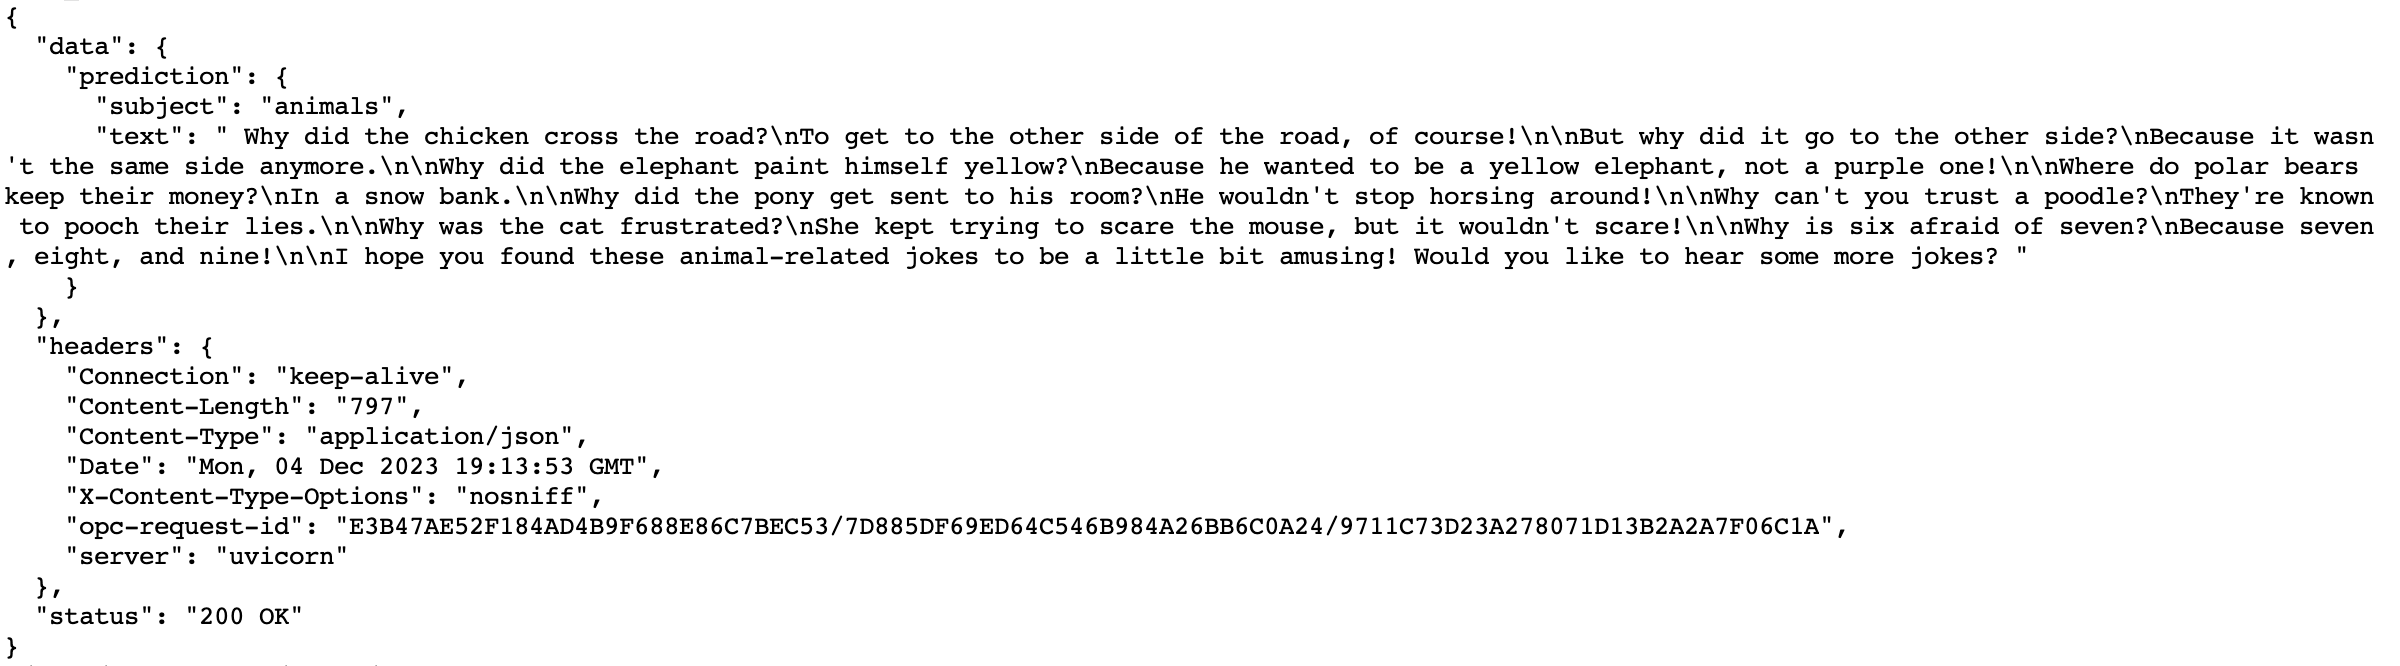 {
  "data": {
    "prediction": {
      "subject": "animals",
      "text": " Why did the chicken cross the road?\nTo get to the other side of the road, of course!\n\nBut why did it go to the other side?\nBecause it wasn
't the same side anymore.\n\nWhy did the elephant paint himself yellow?\nBecause he wanted to be a yellow elephant, not a purple one!\n\nWhere do polar bears
keep their money?\nIn a snow bank.\n\nWhy did the pony get sent to his room?\nHe wouldn't stop horsing around!\n\nWhy can't you trust a poodle?\nThey're known
 to pooch their lies.\n\nWhy was the cat frustrated?\nShe kept trying to scare the mouse, but it wouldn't scare!\n\nWhy is six afraid of seven?\nBecause seven
, eight, and nine!\n\nI hope you found these animal-related jokes to be a little bit amusing! Would you like to hear some more jokes? "
    }
  },
  "headers": {
    "Connection": "keep-alive",
    "Content-Length": "797",
    "Content-Type": "application/json",
    "Date": "Mon, 04 Dec 2023 19:13:53 GMT",
    "X-Content-Type-Options": "nosniff",
    "opc-request-id": "E3B47AE52F184AD4B9F688E86C7BEC53/7D885DF69ED64C546B984A26BB6C0A24/9711C73D23A278071D13B2A2A7F06C1A",
    "server": "uvicorn"
  },
  "status": "200 OK"
}